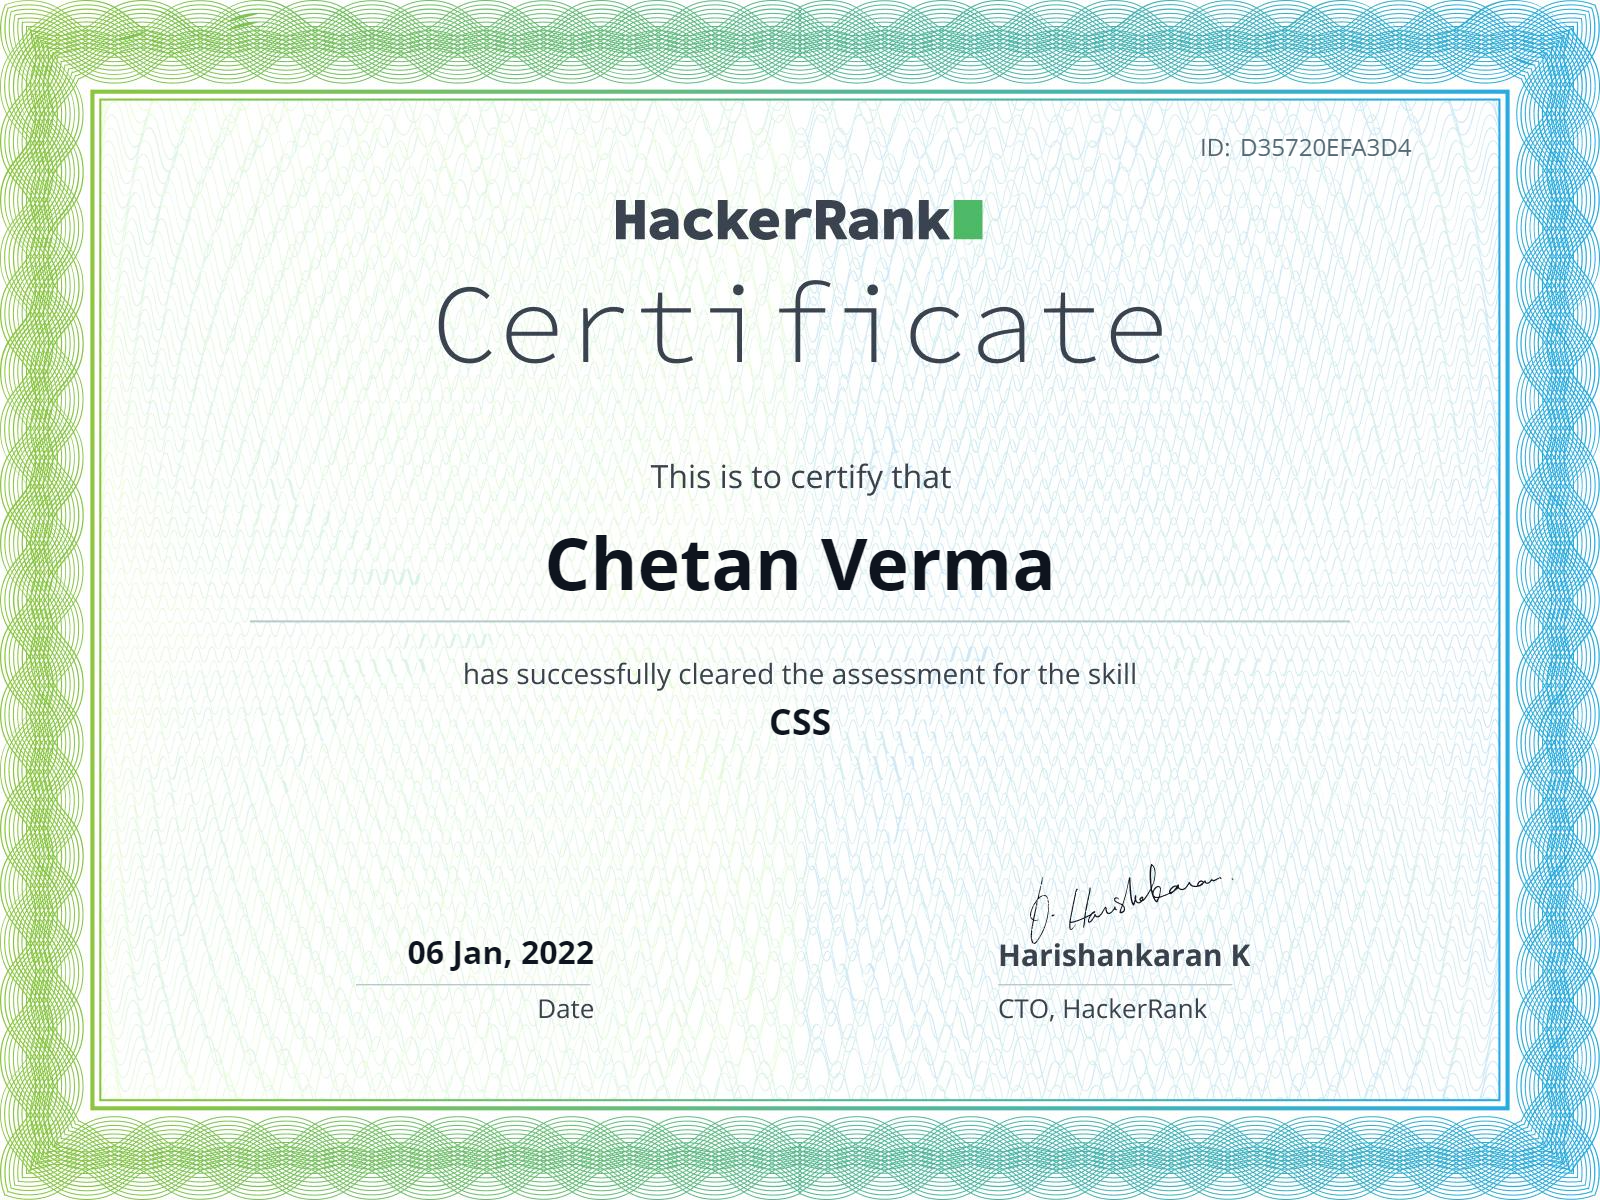 ID: D35720EFA3D4
HackerRank
Certificate
This is to certify that
Chetan Verma
has successfully cleared the assessment for the skill
CSS
06 Jan, 2022
Date
Harishankaran K
CTO, HackerRank